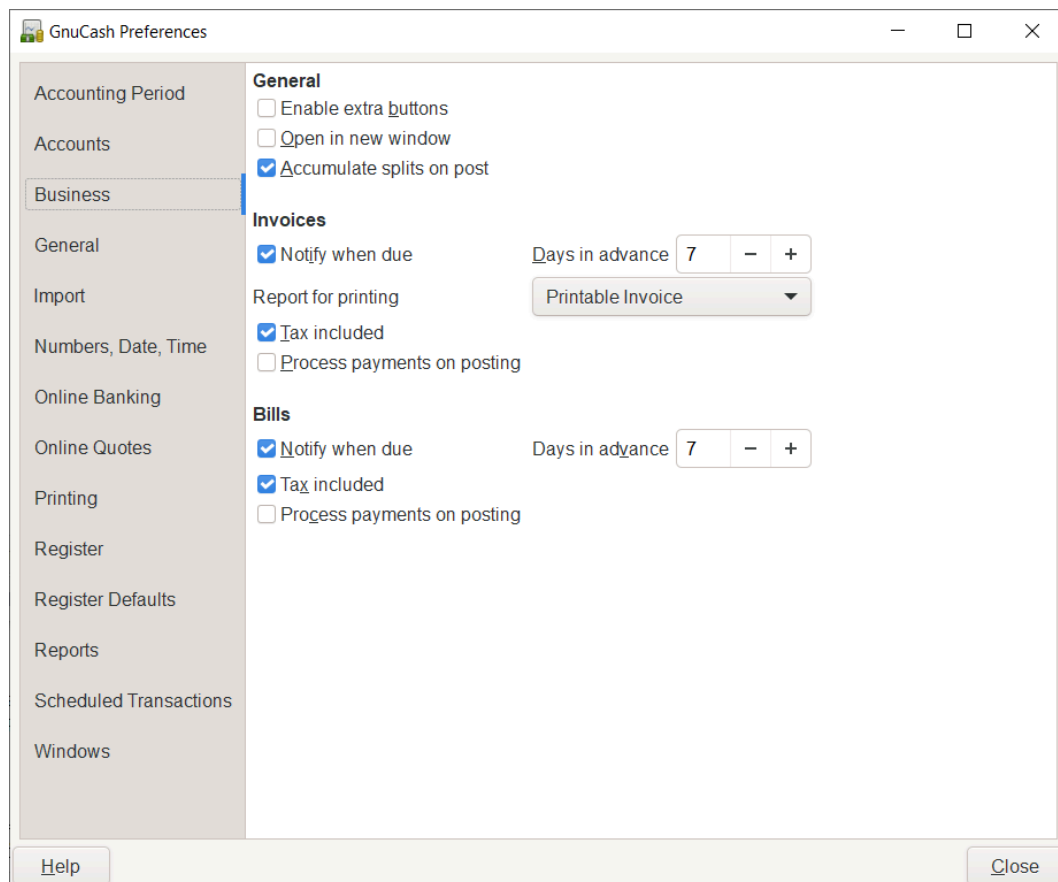 GnuCash Preferences
Accounting Period
Accounts
Business
General
Import
Numbers, Date, Time
Online Banking
Online Quotes
Printing
Register
Register Defaults
Reports
Scheduled Transactions
Windows
General
Enable extra buttons
Open in new window
Accumulate splits on post
Invoices
Notify when due Days in advance 7 − +
Report for printing Printable Invoice
Tax included
Process payments on posting
Bills
Notify when due Days in advance 7 − +
Tax included
Process payments on posting
Help Close